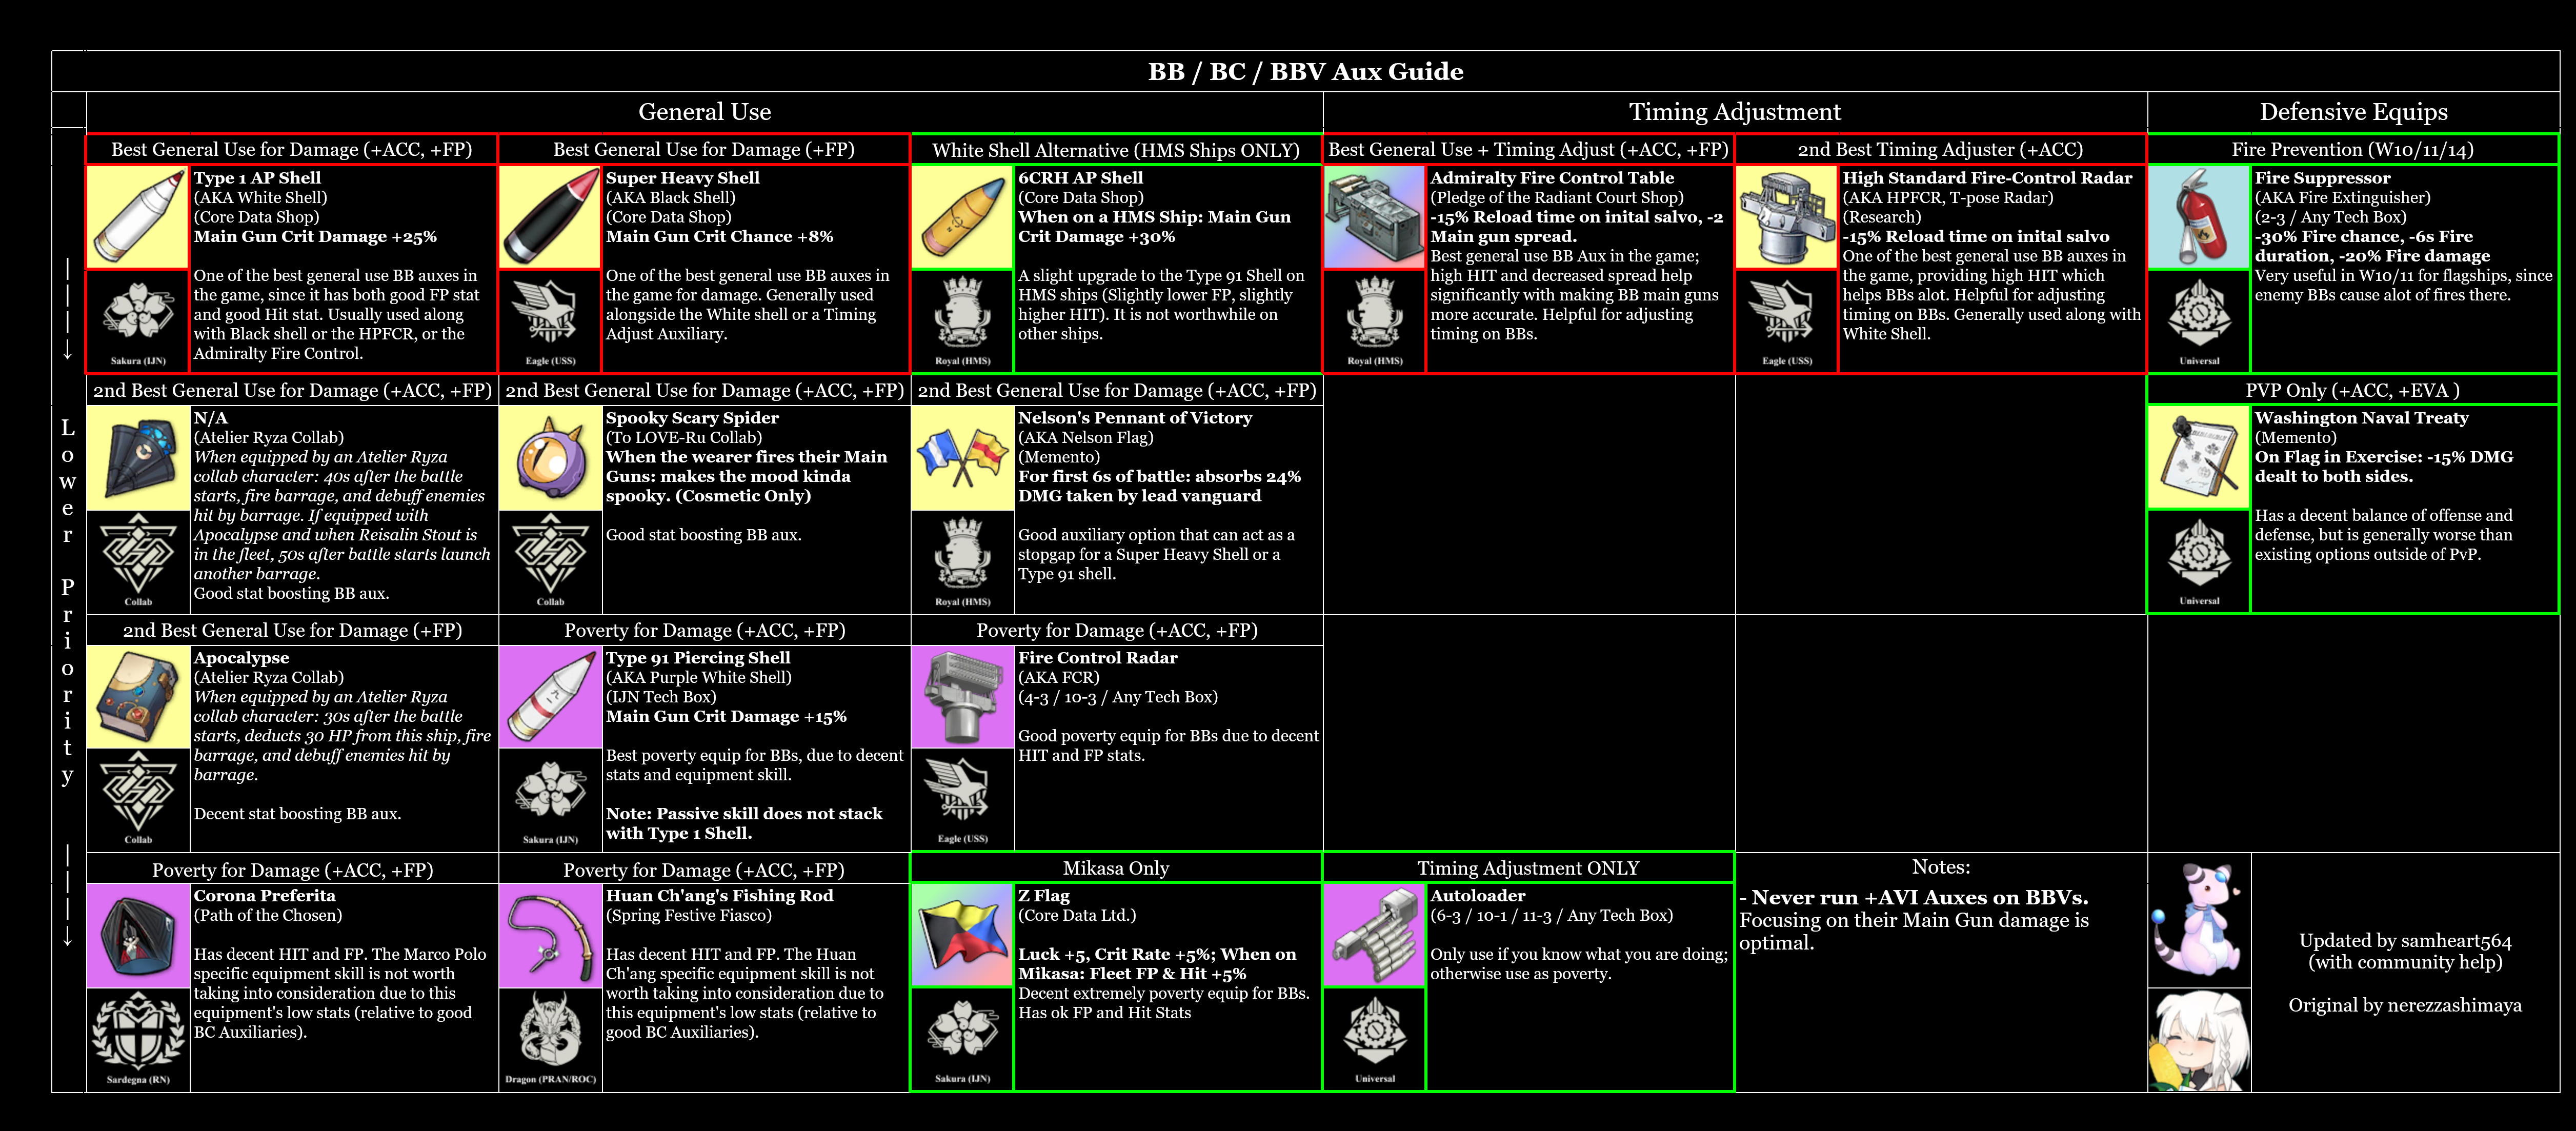 BB / BC / BBV Aux Guide
General Use
Timing Adjustment
Defensive Equips
Lower Priority
Best General Use for Damage (+ACC, +FP)
Type 1 AP Shell
(AKA White Shell)
(Core Data Shop)
Main Gun Crit Damage +25%
One of the best general use BB auxes in
the game, since it has both good FP stat
and good Hit stat. Usually used along
with Black shell or the HPFCR, or the
Admiralty Fire Control.
Sakura (IJN)
Best General Use for Damage (+FP)
Super Heavy Shell
(AKA Black Shell)
(Core Data Shop)
Main Gun Crit Chance +8%
One of the best general use BB auxes in
the game for damage. Generally used
alongside the White shell or a Timing
Adjust Auxiliary.
Eagle (USS)
White Shell Alternative (HMS Ships ONLY)
6CRH AP Shell
(Core Data Shop)
When on a HMS Ship: Main Gun
Crit Damage +30%
A slight upgrade to the Type 91 Shell on
HMS ships (Slightly lower FP, slightly
higher HIT). It is not worthwhile on
other ships.
Royal (HMS)
Best General Use + Timing Adjust (+ACC, +FP)
Admiralty Fire Control Table
(Pledge of the Radiant Court Shop)
-15% Reload time on inital salvo, -2
Main gun spread.
Best general use BB Aux in the game;
high HIT and decreased spread help
significantly with making BB main guns
more accurate. Helpful for adjusting
timing on BBs.
Royal (HMS)
2nd Best Timing Adjuster (+ACC)
High Standard Fire-Control Radar
(AKA HPFCR, T-pose Radar)
(Research)
-15% Reload time on inital salvo
One of the best general use BB auxes in
the game, providing high HIT which
helps BBs alot. Helpful for adjusting
timing on BBs. Generally used along with
White Shell.
Eagle (USS)
Fire Prevention (W10/11/14)
Fire Suppressor
(AKA Fire Extinguisher)
(2-3 / Any Tech Box)
-30% Fire chance, -6s Fire
duration, -20% Fire damage
Very useful in W10/11 for flagships, since
enemy BBs cause alot of fires there.
Universal
2nd Best General Use for Damage (+ACC, +FP)
N/A
(Atelier Ryza Collab)
When equipped by an Atelier Ryza
collab character: 40s after the battle
starts, fire barrage, and debuff enemies
hit by barrage. If equipped with
Apocalypse and when Reisalin Stout is
in the fleet, 50s after battle starts launch
another barrage.
Good stat boosting BB aux.
Collab
2nd Best General Use for Damage (+ACC, +FP)
Spooky Scary Spider
(To LOVE-Ru Collab)
When the wearer fires their Main
Guns: makes the mood kinda
spooky. (Cosmetic Only)
Good stat boosting BB aux.
Collab
2nd Best General Use for Damage (+ACC, +FP)
Nelson's Pennant of Victory
(AKA Nelson Flag)
(Memento)
For first 6s of battle: absorbs 24%
DMG taken by lead vanguard
Good auxiliary option that can act as a
stopgap for a Super Heavy Shell or a
Type 91 shell.
Royal (HMS)
PVP Only (+ACC, +EVA )
Washington Naval Treaty
(Memento)
On Flag in Exercise: -15% DMG
dealt to both sides.
Has a decent balance of offense and
defense, but is generally worse than
existing options outside of PvP.
Universal
2nd Best General Use for Damage (+FP)
Apocalypse
(Atelier Ryza Collab)
When equipped by an Atelier Ryza
collab character: 30s after the battle
starts, deducts 30 HP from this ship, fire
barrage, and debuff enemies hit by
barrage.
Decent stat boosting BB aux.
Collab
Poverty for Damage (+ACC, +FP)
Type 91 Piercing Shell
(AKA Purple White Shell)
(IJN Tech Box)
Main Gun Crit Damage +15%
Best poverty equip for BBs, due to decent
stats and equipment skill.
Note: Passive skill does not stack
with Type 1 Shell.
Sakura (IJN)
Poverty for Damage (+ACC, +FP)
Fire Control Radar
(AKA FCR)
(4-3 / 10-3 / Any Tech Box)
Good poverty equip for BBs due to decent
HIT and FP stats.
Eagle (USS)
Poverty for Damage (+ACC, +FP)
Corona Preferita
(Path of the Chosen)
Has decent HIT and FP. The Marco Polo
specific equipment skill is not worth
taking into consideration due to this
equipment's low stats (relative to good
BC Auxiliaries).
Sardegna (RN)
Poverty for Damage (+ACC, +FP)
Huan Ch'ang's Fishing Rod
(Spring Festive Fiasco)
Has decent HIT and FP. The Huan
Ch'ang specific equipment skill is not
worth taking into consideration due to
this equipment's low stats (relative to
good BC Auxiliaries).
Dragon (PRAN/ROC)
Mikasa Only
Z Flag
(Core Data Ltd.)
Luck +5, Crit Rate +5%; When on
Mikasa: Fleet FP & Hit +5%
Decent extremely poverty equip for BBs.
Has ok FP and Hit Stats
Sakura (IJN)
Timing Adjustment ONLY
Autoloader
(6-3 / 10-1 / 11-3 / Any Tech Box)
Only use if you know what you are doing;
otherwise use as poverty.
Universal
Notes:
- Never run +AVI Auxes on BBVs.
Focusing on their Main Gun damage is
optimal.
Updated by samheart564
(with community help)
Original by nerezzashimaya